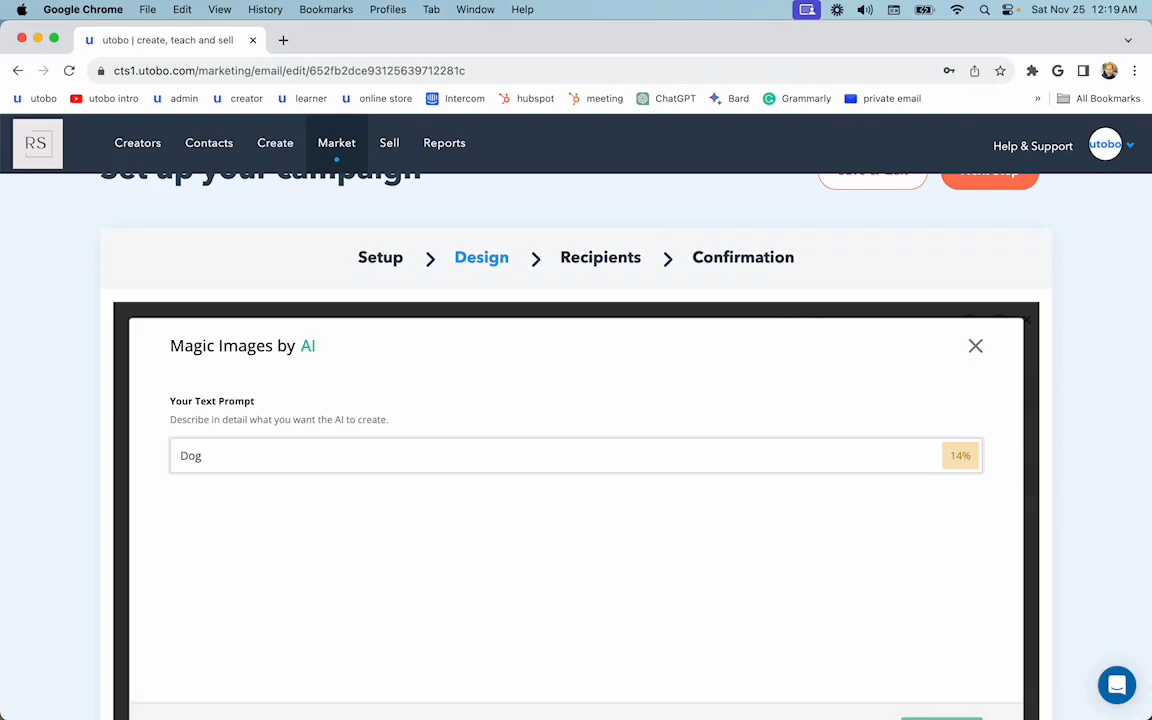 Google Chrome File Edit View History Bookmarks Profiles Tab Window Help Sat Nov 25 12:19 AM
u utobo | create, teach and sell
cts1.utobo.com/marketing/email/edit/652fb2dce93125639712281c
utobo utobo intro admin creator learner online store Intercom hubspot meeting ChatGPT Bard Grammarly private email » All Bookmarks
RS Creators Contacts Create Market Sell Reports Help & Support utobo
Set up your campaign
Setup Design Recipients Confirmation
Magic Images by AI
Your Text Prompt
Describe in detail what you want the AI to create.
Dog 14%